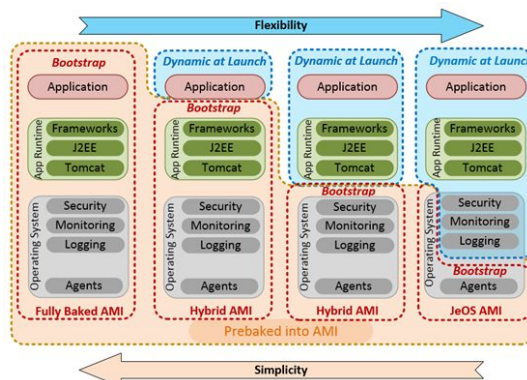 Flexibility
Bootstrap
Application
Frameworks
J2EE
Tomcat
App Runtime
Security
Monitoring
Logging
Agents
Operating System
Fully Baked AMI
Dynamic at Launch
Application
Bootstrap
Frameworks
J2EE
Tomcat
App Runtime
Security
Monitoring
Logging
Agents
Operating System
Hybrid AMI
Dynamic at Launch
Application
Frameworks
J2EE
Tomcat
App Runtime
Bootstrap
Security
Monitoring
Logging
Agents
Operating System
Hybrid AMI
Dynamic at Launch
Application
Frameworks
J2EE
Tomcat
App Runtime
Security
Monitoring
Logging
Bootstrap
Agents
Operating System
JeOS AMI
Prebaked into AMI
Simplicity